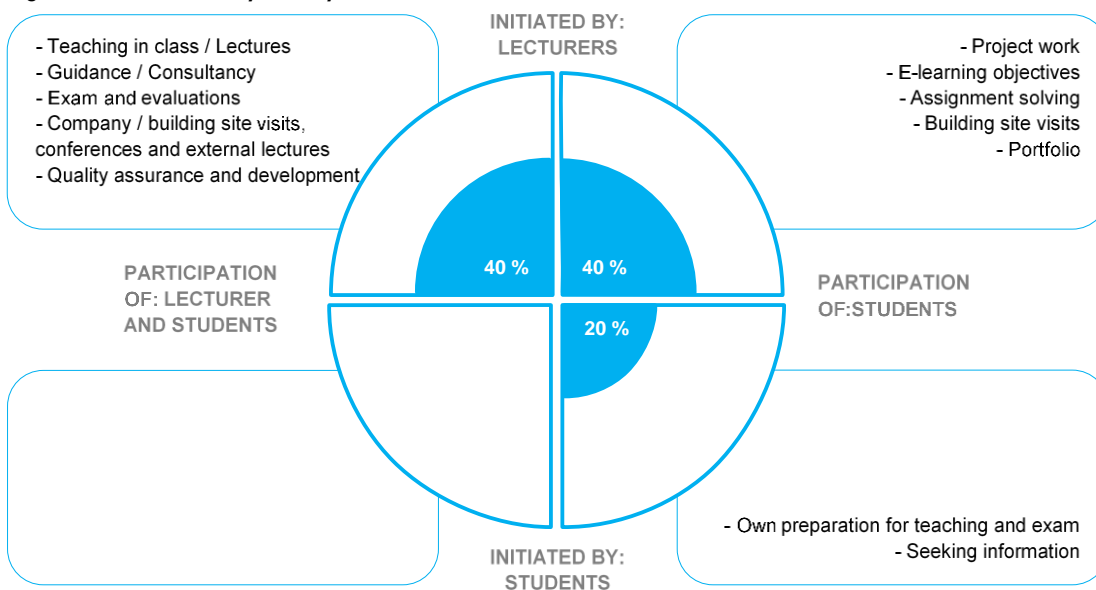 INITIATED BY:
LECTURERS
- Teaching in class / Lectures
- Guidance / Consultancy
- Exam and evaluations
- Company / building site visits,
conferences and external lectures
- Quality assurance and development
- Project work
- E-learning objectives
- Assignment solving
- Building site visits
- Portfolio
40 %
40 %
20 %
PARTICIPATION
OF: LECTURER
AND STUDENTS
PARTICIPATION
OF:STUDENTS
- Own preparation for teaching and exam
- Seeking information
INITIATED BY:
STUDENTS